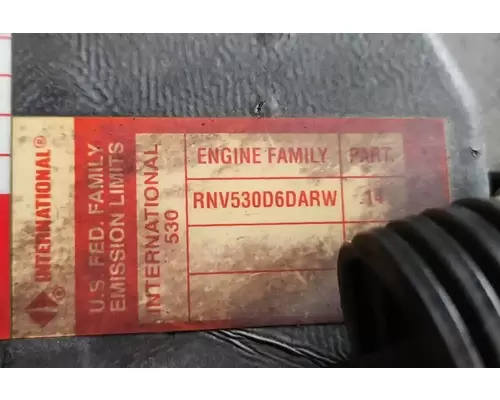 INTERNATIONAL®
®
U.S. FED. FAMILY
EMISSION LIMITS
INTERNATIONAL
530
ENGINE FAMILY PART.
RNV530D6DARW .14